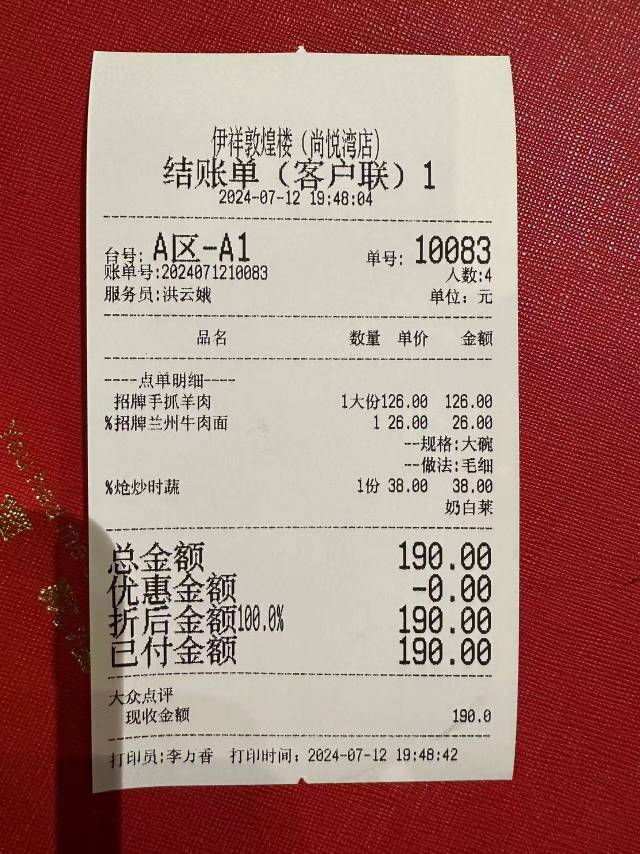 伊祥敦煌楼（尚悦湾店）
结账单（客户联）1
2024-07-12 19:48:04
台号: A区-A1 单号: 10083
账单号:2024071210083 人数:4
服务员:洪云娥 单位: 元
品名 数量 单价 金额
----点单明细----
招牌手抓羊肉 1大份126.00 126.00
%招牌兰州牛肉面 1 26.00 26.00
--规格:大碗
--做法:毛细
%炝炒时蔬 1份 38.00 38.00
奶白菜
总金额 190.00
优惠金额 -0.00
折后金额100.0% 190.00
已付金额 190.00
大众点评
现收金额 190.0
打印员:李万香 打印时间: 2024-07-12 19:48:42